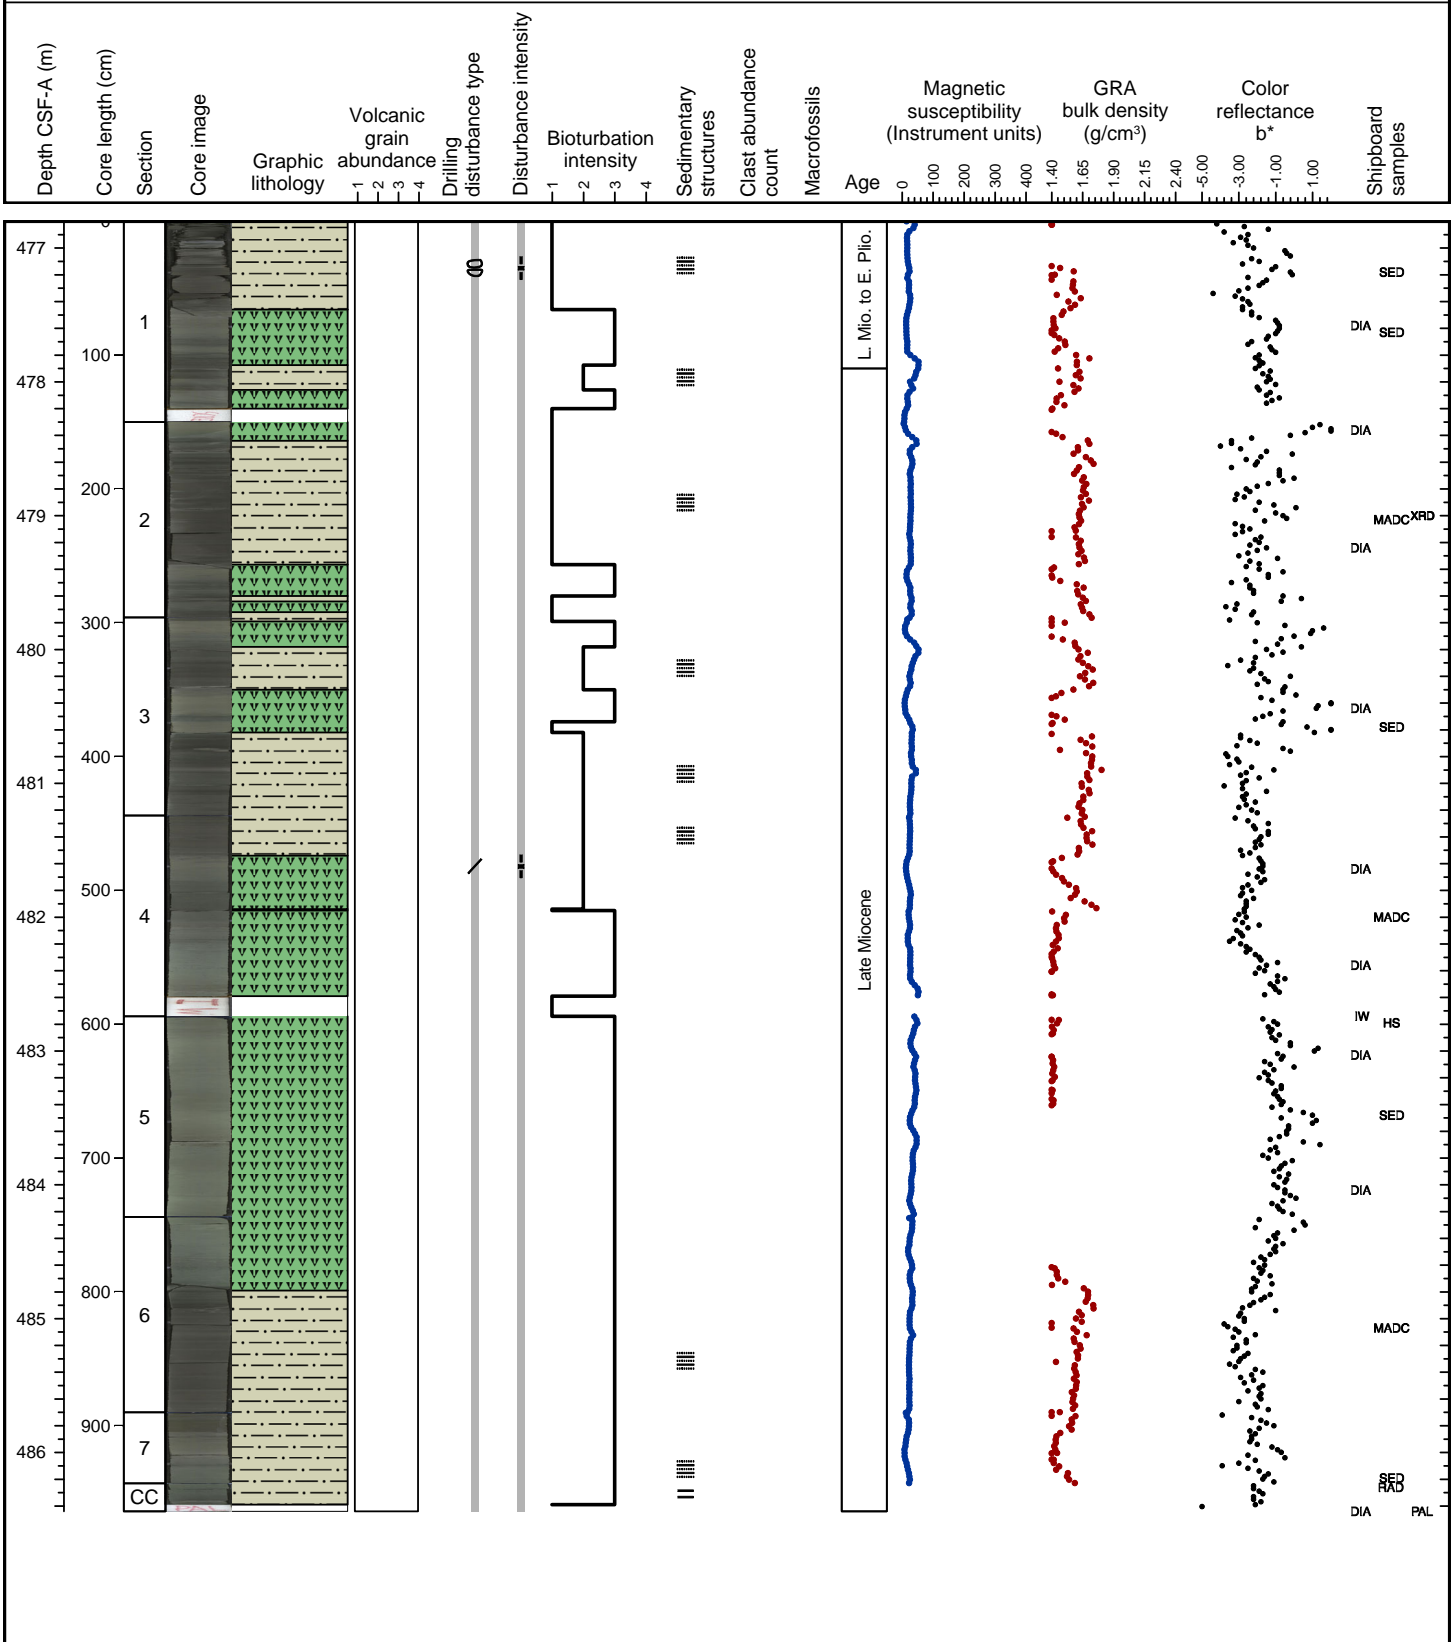 Depth CSF-A (m)
Core length (cm)
Section
Core image
Graphic
lithology
Volcanic
grain
abundance
1 2 3 4
Drilling
disturbance type
Disturbance intensity
Bioturbation
intensity
1 2 3 4
Sedimentary
structures
Clast abundance
count
Macrofossils
Age
Magnetic
susceptibility
(Instrument units)
0 100 200 300 400
GRA
bulk density
(g/cm³)
1.40 1.65 1.90 2.15 2.40
Color
reflectance
b*
-5.00 -3.00 -1.00 1.00
Shipboard
samples
477
478
479
480
481
482
483
484
485
486
0
100
200
300
400
500
600
700
800
900
1
2
3
4
5
6
7
CC
PAL
L. Mio. to E. Plio.
Late Miocene
SED
DIA SED
DIA
MADC XRD
DIA
DIA
SED
DIA
MADC
DIA
IW HS
DIA
SED
DIA
MADC
SED
RAD
DIA PAL